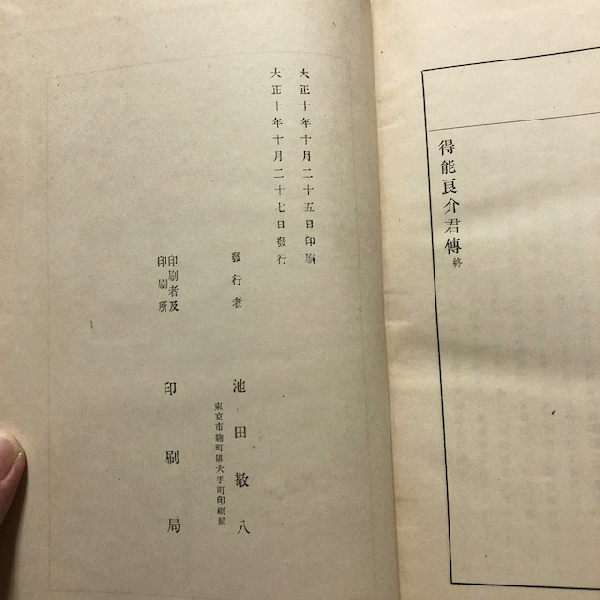 得能良介君傳終
大正十年十月二十五日印刷
大正十年十月二十七日發行
發行者 池田敬八
東京市麹町區大手町印刷局
印刷者及印刷所 印刷局